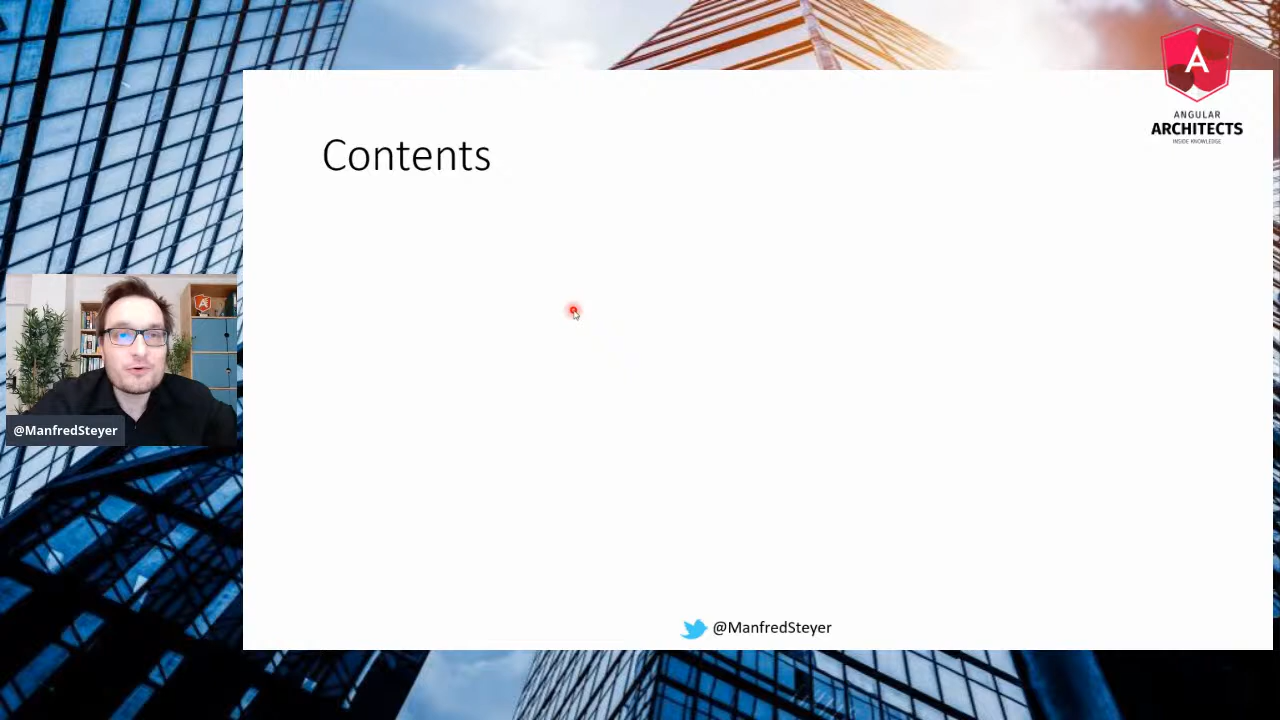 A
ANGULAR
ARCHITECTS
INSIDE KNOWLEDGE
Contents
@ManfredSteyer
@ManfredSteyer